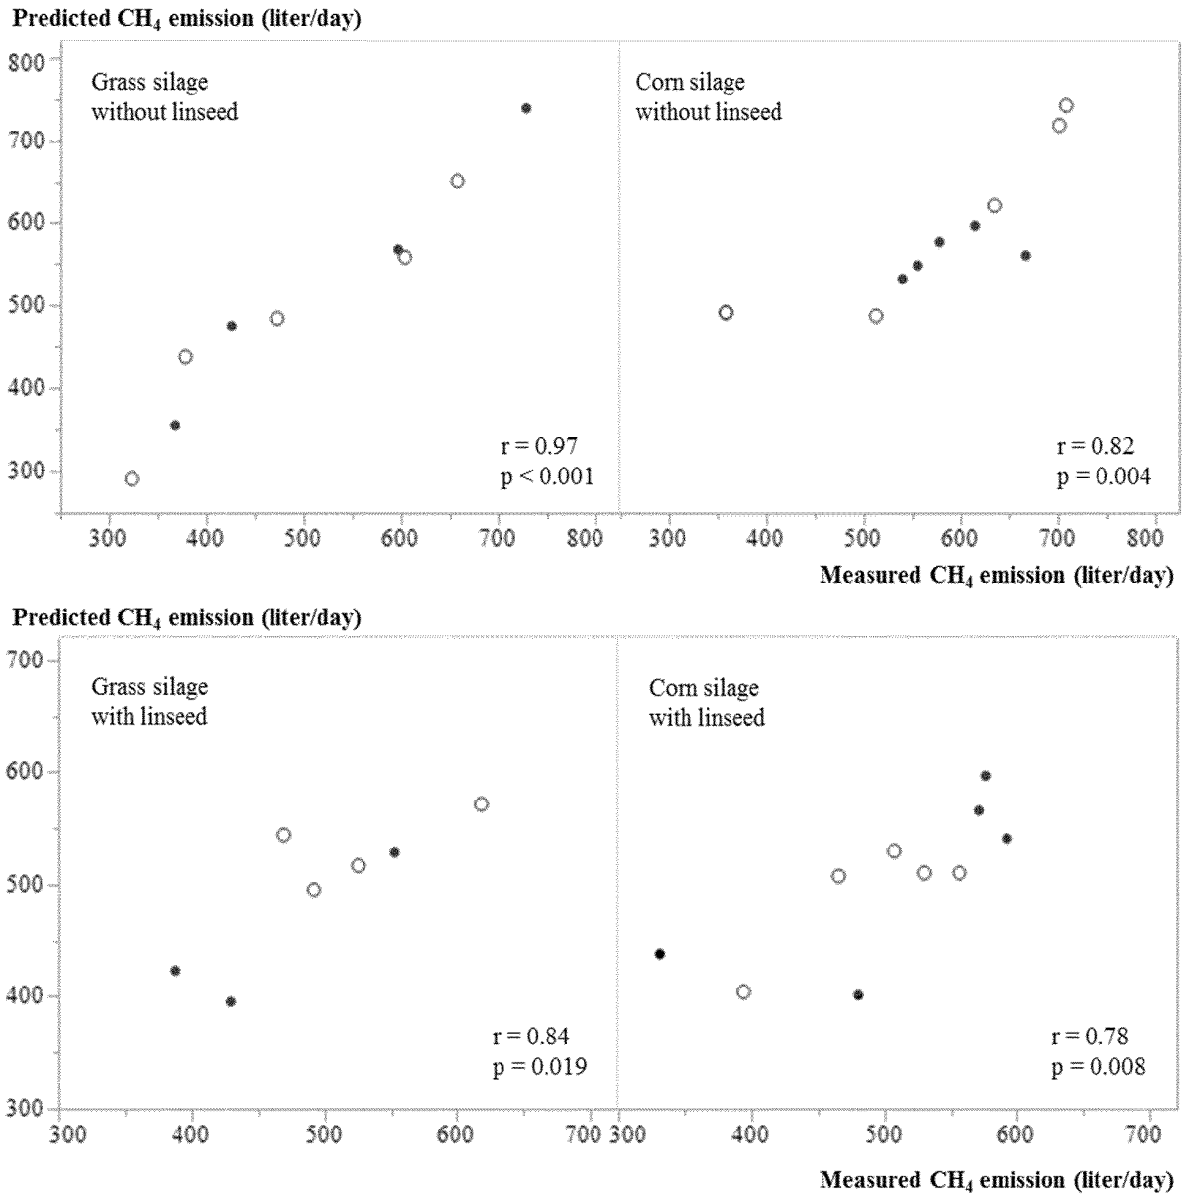 Predicted CH₄ emission (liter/day)
800
700
600
500
400
300
Grass silage
without linseed
r = 0.97
p < 0.001
Corn silage
without linseed
r = 0.82
p = 0.004
300 400 500 600 700 800 300 400 500 600 700 800
Measured CH₄ emission (liter/day)
Predicted CH₄ emission (liter/day)
700
600
500
400
300
Grass silage
with linseed
r = 0.84
p = 0.019
Corn silage
with linseed
r = 0.78
p = 0.008
300 400 500 600 700 300 400 500 600 700
Measured CH₄ emission (liter/day)